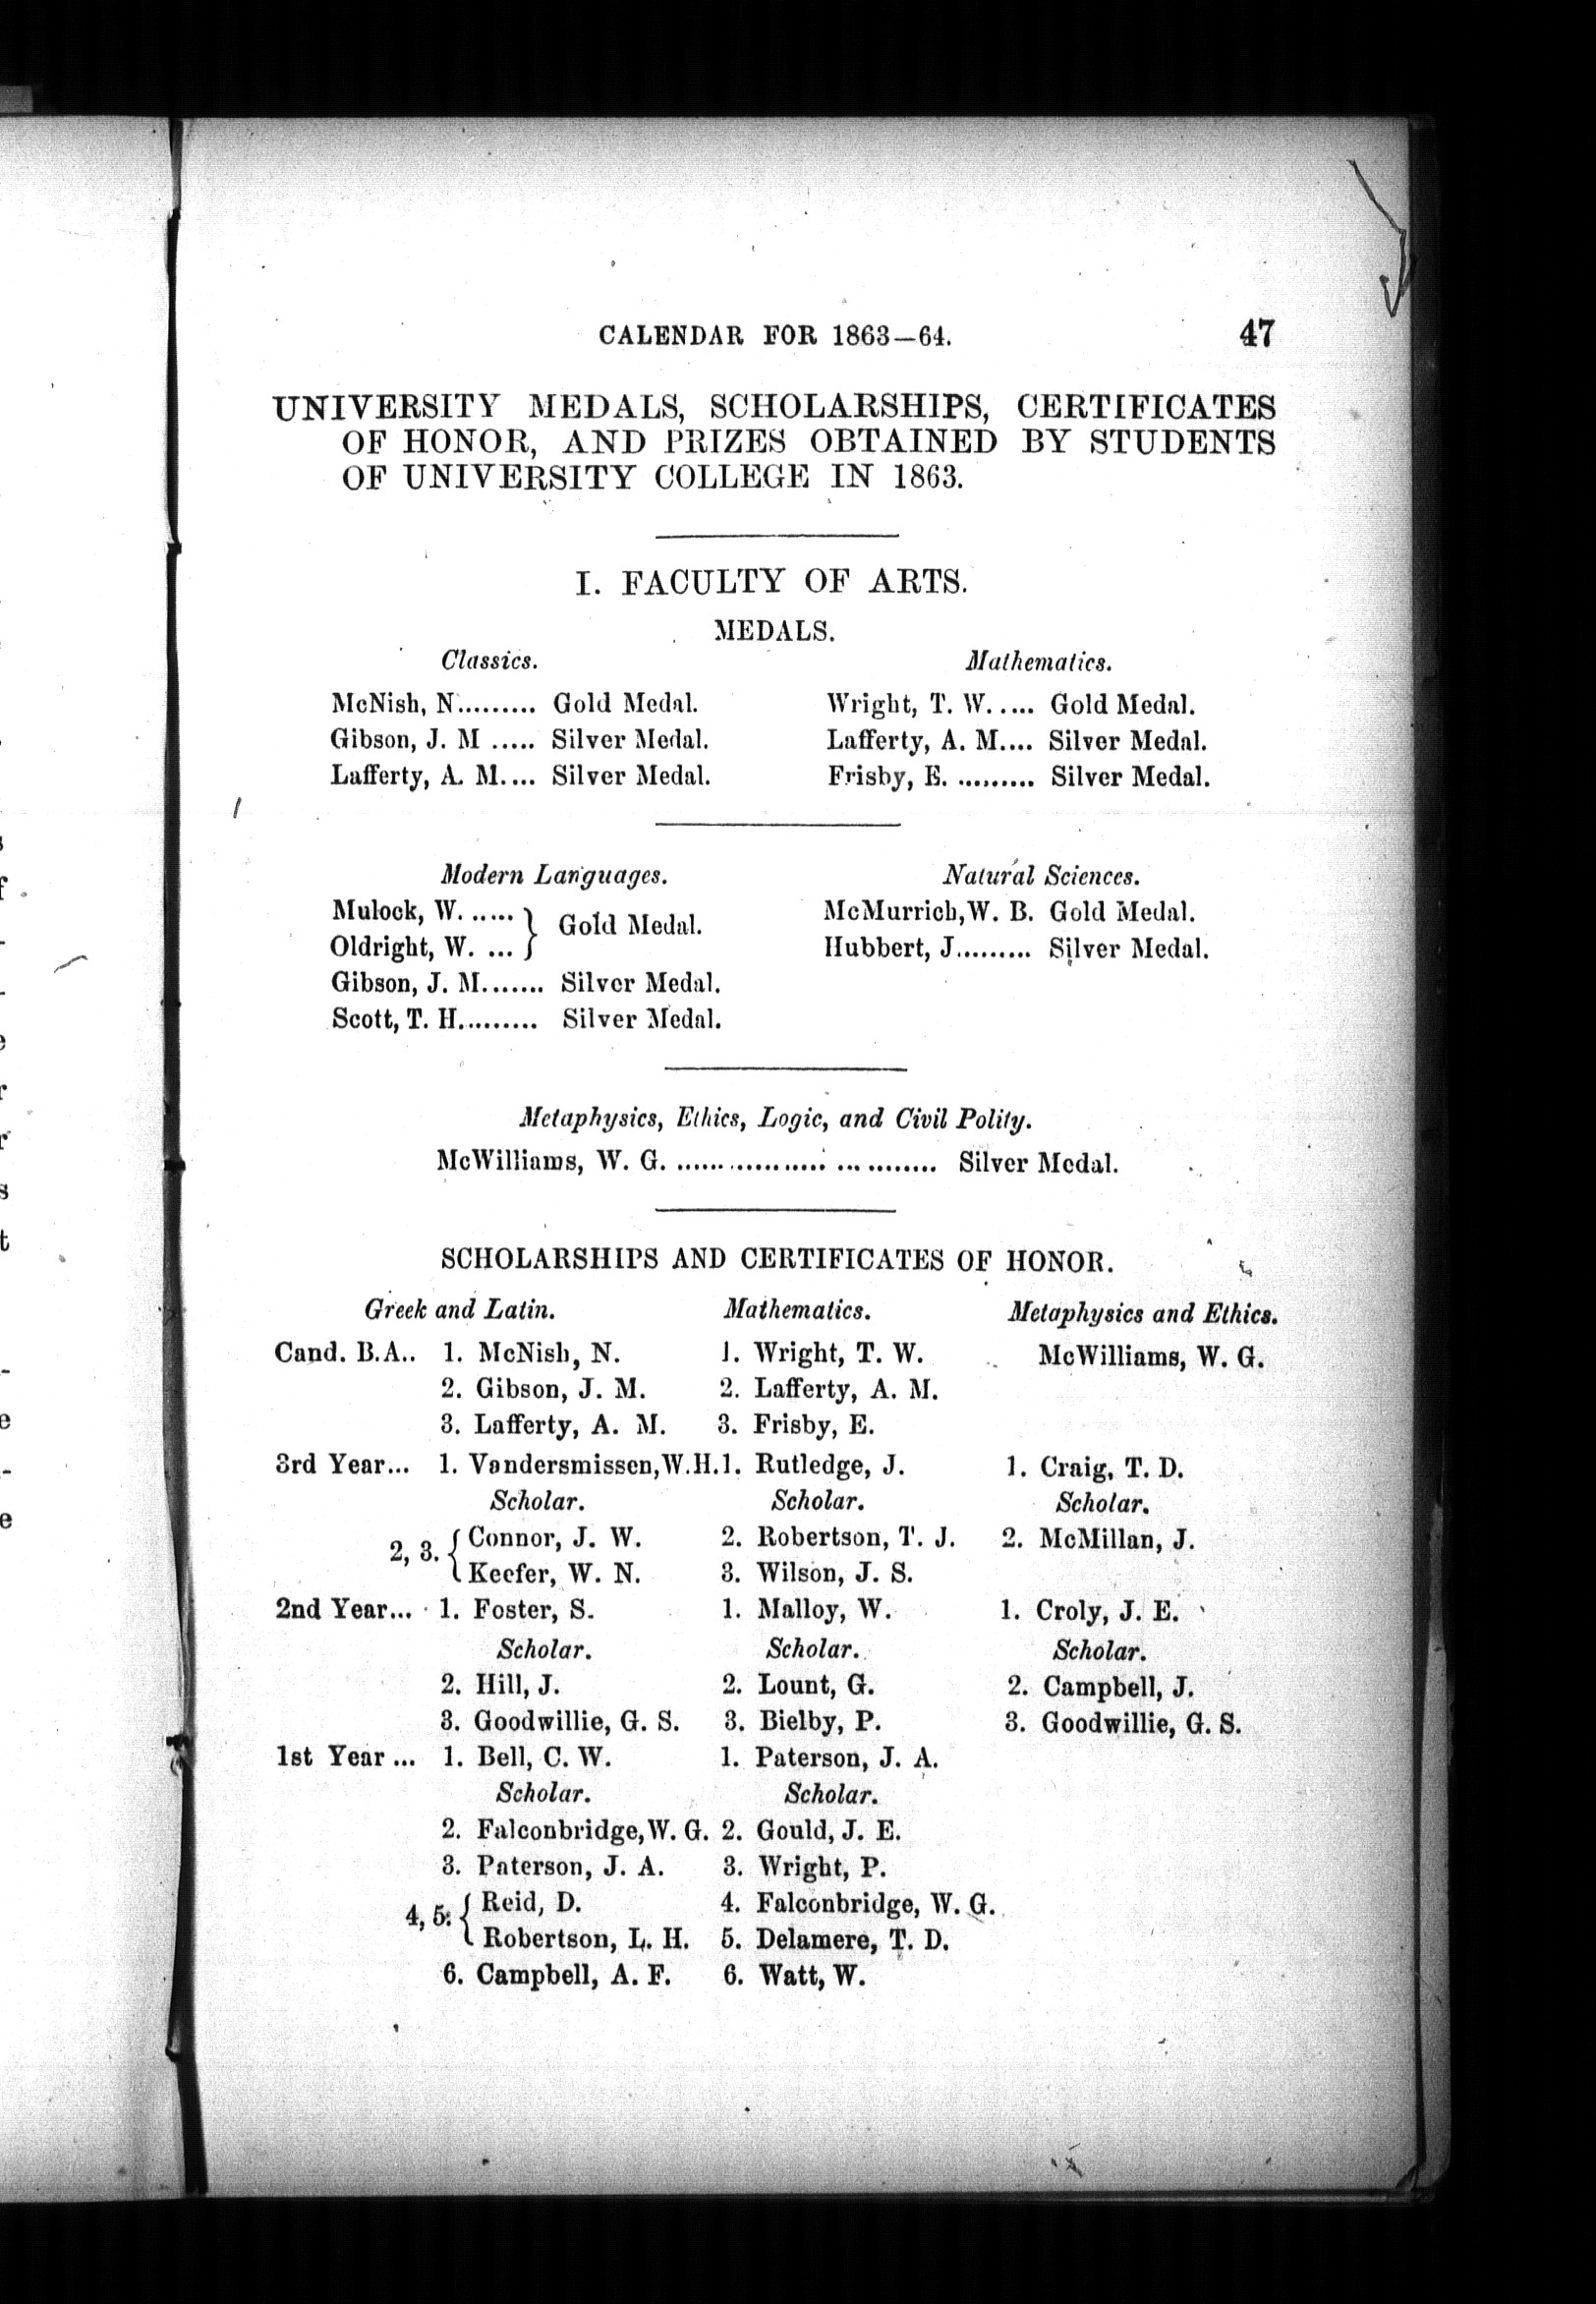 CALENDAR FOR 1863—64. 47
UNIVERSITY MEDALS, SCHOLARSHIPS, CERTIFICATES
OF HONOR, AND PRIZES OBTAINED BY STUDENTS
OF UNIVERSITY COLLEGE IN 1863.
I. FACULTY OF ARTS.
MEDALS.
Classics. Mathematics.
McNish, N......... Gold Medal. Wright, T. W..... Gold Medal.
Gibson, J. M ..... Silver Medal. Lafferty, A. M.... Silver Medal.
Lafferty, A. M.... Silver Medal. Frisby, E. .......... Silver Medal.
Modern Languages. Natural Sciences.
Mulock, W. ..... } Gold Medal. McMurrich, W. B. Gold Medal.
Oldright, W. ... } Hubbert, J......... Silver Medal.
Gibson, J. M....... Silver Medal.
Scott, T. H.......... Silver Medal.
Metaphysics, Ethics, Logic, and Civil Polity.
McWilliams, W. G. .............................. Silver Medal.
SCHOLARSHIPS AND CERTIFICATES OF HONOR.
Greek and Latin. Mathematics. Metaphysics and Ethics.
Cand. B.A.. 1. McNish, N. 1. Wright, T. W. McWilliams, W. G.
2. Gibson, J. M. 2. Lafferty, A. M.
3. Lafferty, A. M. 3. Frisby, E.
3rd Year... 1. Vandersmissen, W.H. 1. Rutledge, J. 1. Craig, T. D.
Scholar. Scholar. Scholar.
2, 3. { Connor, J. W. 2. Robertson, T. J. 2. McMillan, J.
{ Keefer, W. N. 3. Wilson, J. S.
2nd Year... 1. Foster, S. 1. Malloy, W. 1. Croly, J. E.
Scholar. Scholar. Scholar.
2. Hill, J. 2. Lount, G. 2. Campbell, J.
3. Goodwillie, G. S. 3. Bielby, P. 3. Goodwillie, G. S.
1st Year ... 1. Bell, C. W. 1. Paterson, J. A.
Scholar. Scholar.
2. Falconbridge, W. G. 2. Gould, J. E.
3. Paterson, J. A. 3. Wright, P.
4, 5. { Reid, D. 4. Falconbridge, W. G.
{ Robertson, L. H. 5. Delamere, T. D.
6. Campbell, A. F. 6. Watt, W.